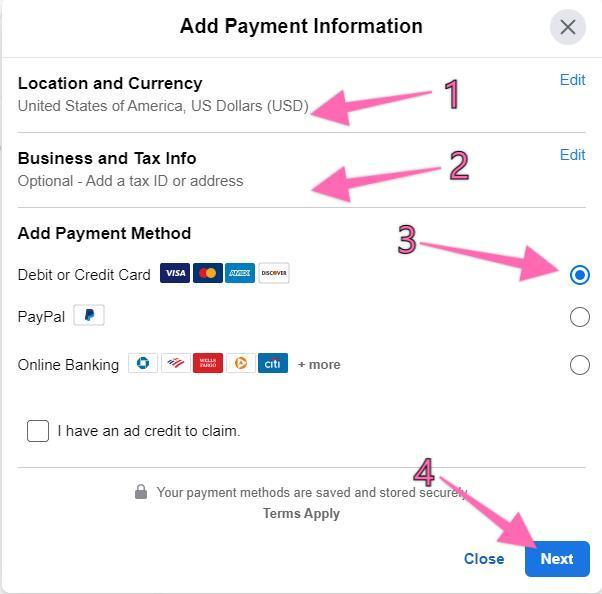 Add Payment Information
Location and Currency
Edit
United States of America, US Dollars (USD)
1
Business and Tax Info
Edit
Optional - Add a tax ID or address
2
Add Payment Method
3
Debit or Credit Card VISA AMEX DISCOVER
PayPal
Online Banking WELLS FARGO citi + more
I have an ad credit to claim.
4
Your payment methods are saved and stored securely
Terms Apply
Close Next